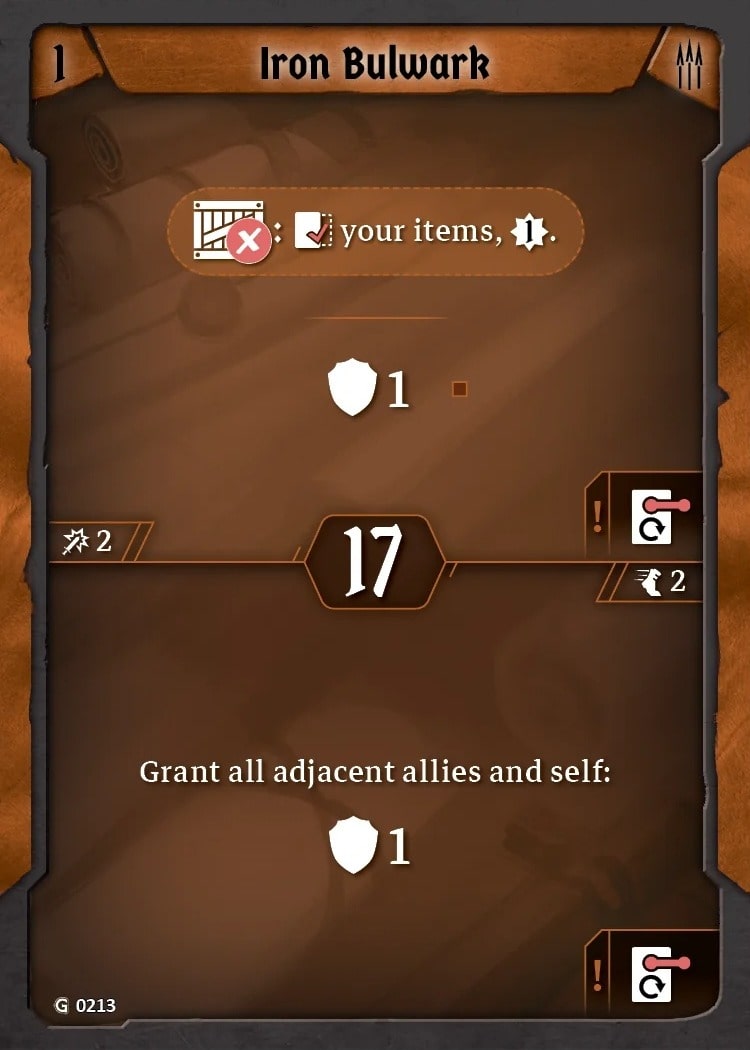 1
Iron Bulwark
: your items, 1.
1
!
2
17
2
Grant all adjacent allies and self:
1
!
G 0213